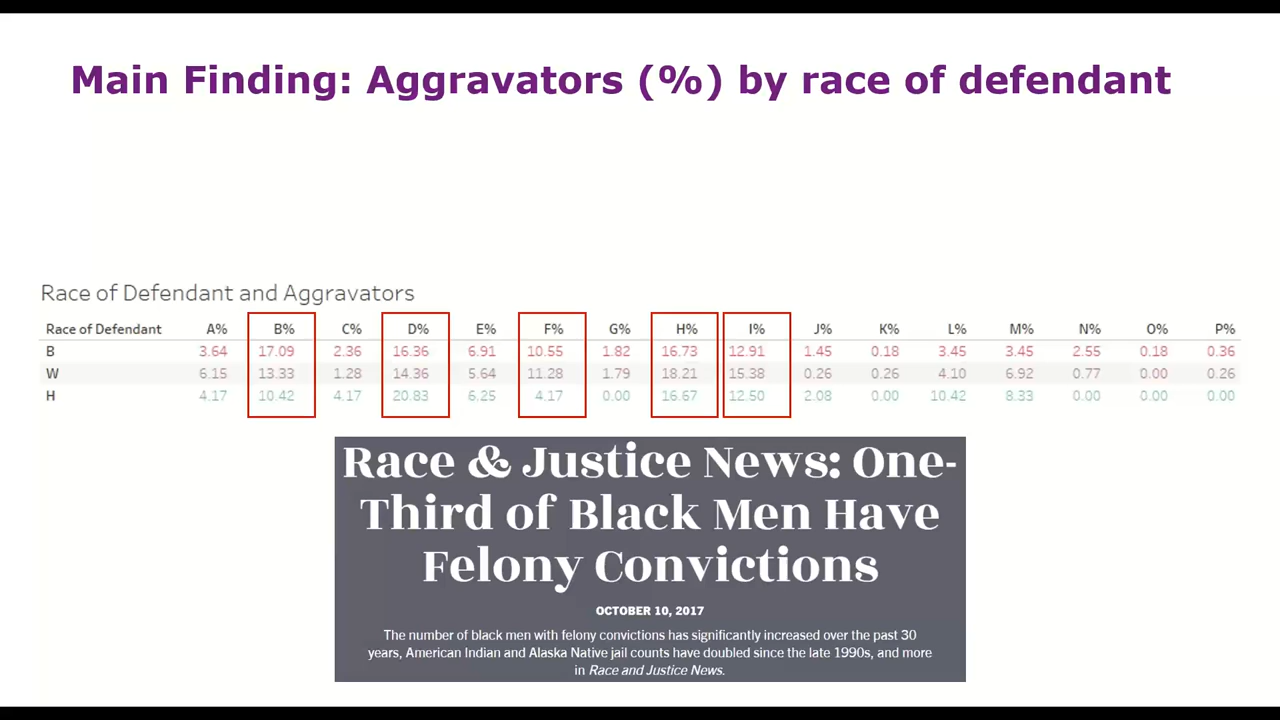 Main Finding: Aggravators (%) by race of defendant
Race of Defendant and Aggravators
Race of Defendant A% B% C% D% E% F% G% H% I% J% K% L% M% N% O% P%
B 3.64 17.09 2.36 16.36 6.91 10.55 1.82 16.73 12.91 1.45 0.18 3.45 3.45 2.55 0.18 0.36
W 6.15 13.33 1.28 14.36 5.64 11.28 1.79 18.21 15.38 0.26 0.26 4.10 6.92 0.77 0.00 0.26
H 4.17 10.42 4.17 20.83 6.25 4.17 0.00 16.67 12.50 2.08 0.00 10.42 8.33 0.00 0.00 0.00
Race & Justice News: One-
Third of Black Men Have
Felony Convictions
OCTOBER 10, 2017
The number of black men with felony convictions has significantly increased over the past 30
years, American Indian and Alaska Native jail counts have doubled since the late 1990s, and more
in Race and Justice News.